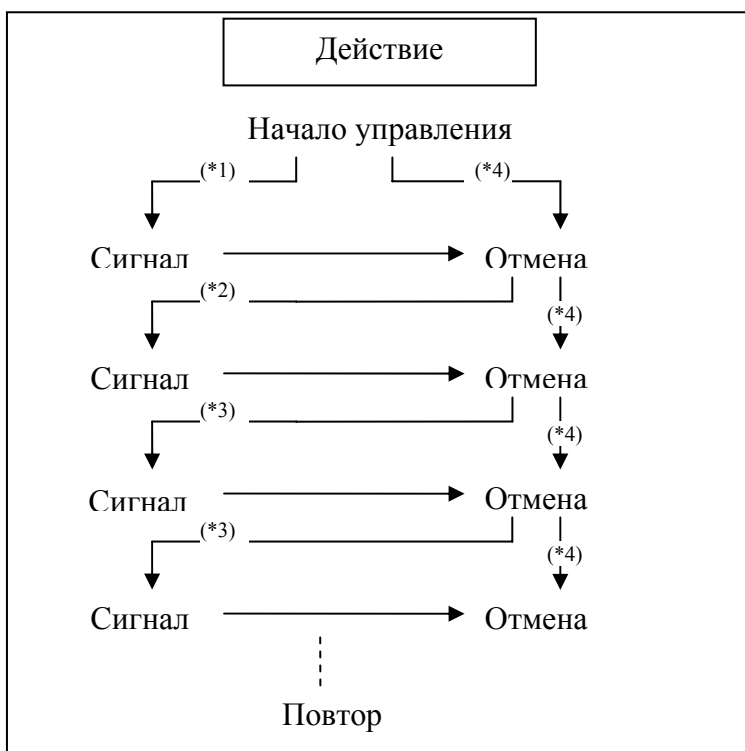 Действие
Начало управления
(*1) (*4)
Сигнал Отмена
(*2) (*4)
Сигнал Отмена
(*3) (*4)
Сигнал Отмена
(*3) (*4)
Сигнал Отмена
Повтор